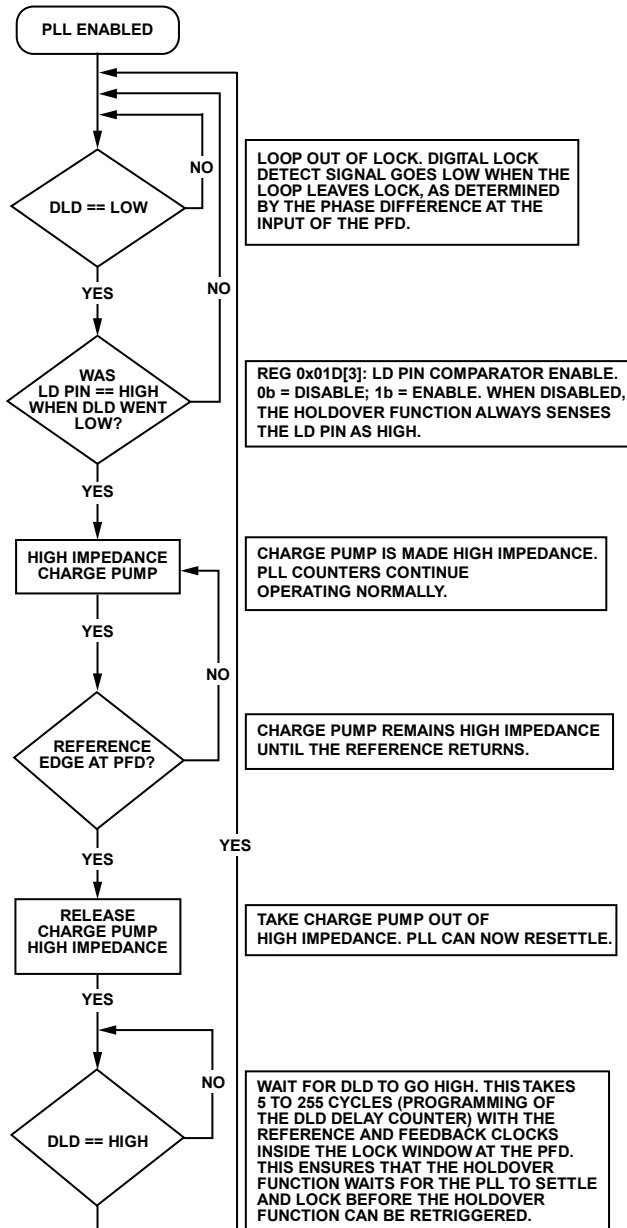 PLL ENABLED
NO
DLD == LOW
LOOP OUT OF LOCK. DIGITAL LOCK
DETECT SIGNAL GOES LOW WHEN THE
LOOP LEAVES LOCK, AS DETERMINED
BY THE PHASE DIFFERENCE AT THE
INPUT OF THE PFD.
YES
NO
WAS
LD PIN == HIGH
WHEN DLD WENT
LOW?
REG 0x01D[3]: LD PIN COMPARATOR ENABLE.
0b = DISABLE; 1b = ENABLE. WHEN DISABLED,
THE HOLDOVER FUNCTION ALWAYS SENSES
THE LD PIN AS HIGH.
YES
HIGH IMPEDANCE
CHARGE PUMP
CHARGE PUMP IS MADE HIGH IMPEDANCE.
PLL COUNTERS CONTINUE
OPERATING NORMALLY.
YES
NO
REFERENCE
EDGE AT PFD?
CHARGE PUMP REMAINS HIGH IMPEDANCE
UNTIL THE REFERENCE RETURNS.
YES
YES
RELEASE
CHARGE PUMP
HIGH IMPEDANCE
TAKE CHARGE PUMP OUT OF
HIGH IMPEDANCE. PLL CAN NOW RESETTLE.
YES
NO
DLD == HIGH
WAIT FOR DLD TO GO HIGH. THIS TAKES
5 TO 255 CYCLES (PROGRAMMING OF
THE DLD DELAY COUNTER) WITH THE
REFERENCE AND FEEDBACK CLOCKS
INSIDE THE LOCK WINDOW AT THE PFD.
THIS ENSURES THAT THE HOLDOVER
FUNCTION WAITS FOR THE PLL TO SETTLE
AND LOCK BEFORE THE HOLDOVER
FUNCTION CAN BE RETRIGGERED.